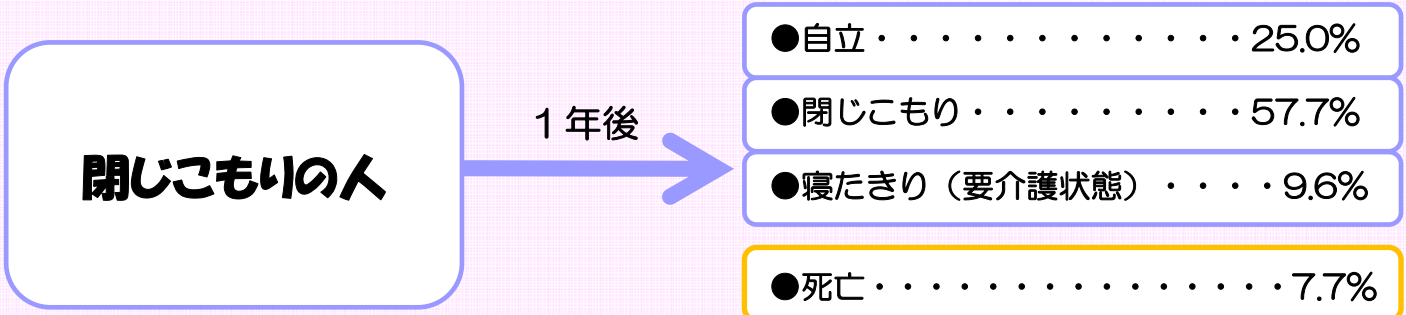 閉じこもりの人
1年後
●自立・・・・・・・・・・・・・25.0%
●閉じこもり・・・・・・・・・・57.7%
●寝たきり（要介護状態）・・・・9.6%
●死亡・・・・・・・・・・・・・・・7.7%